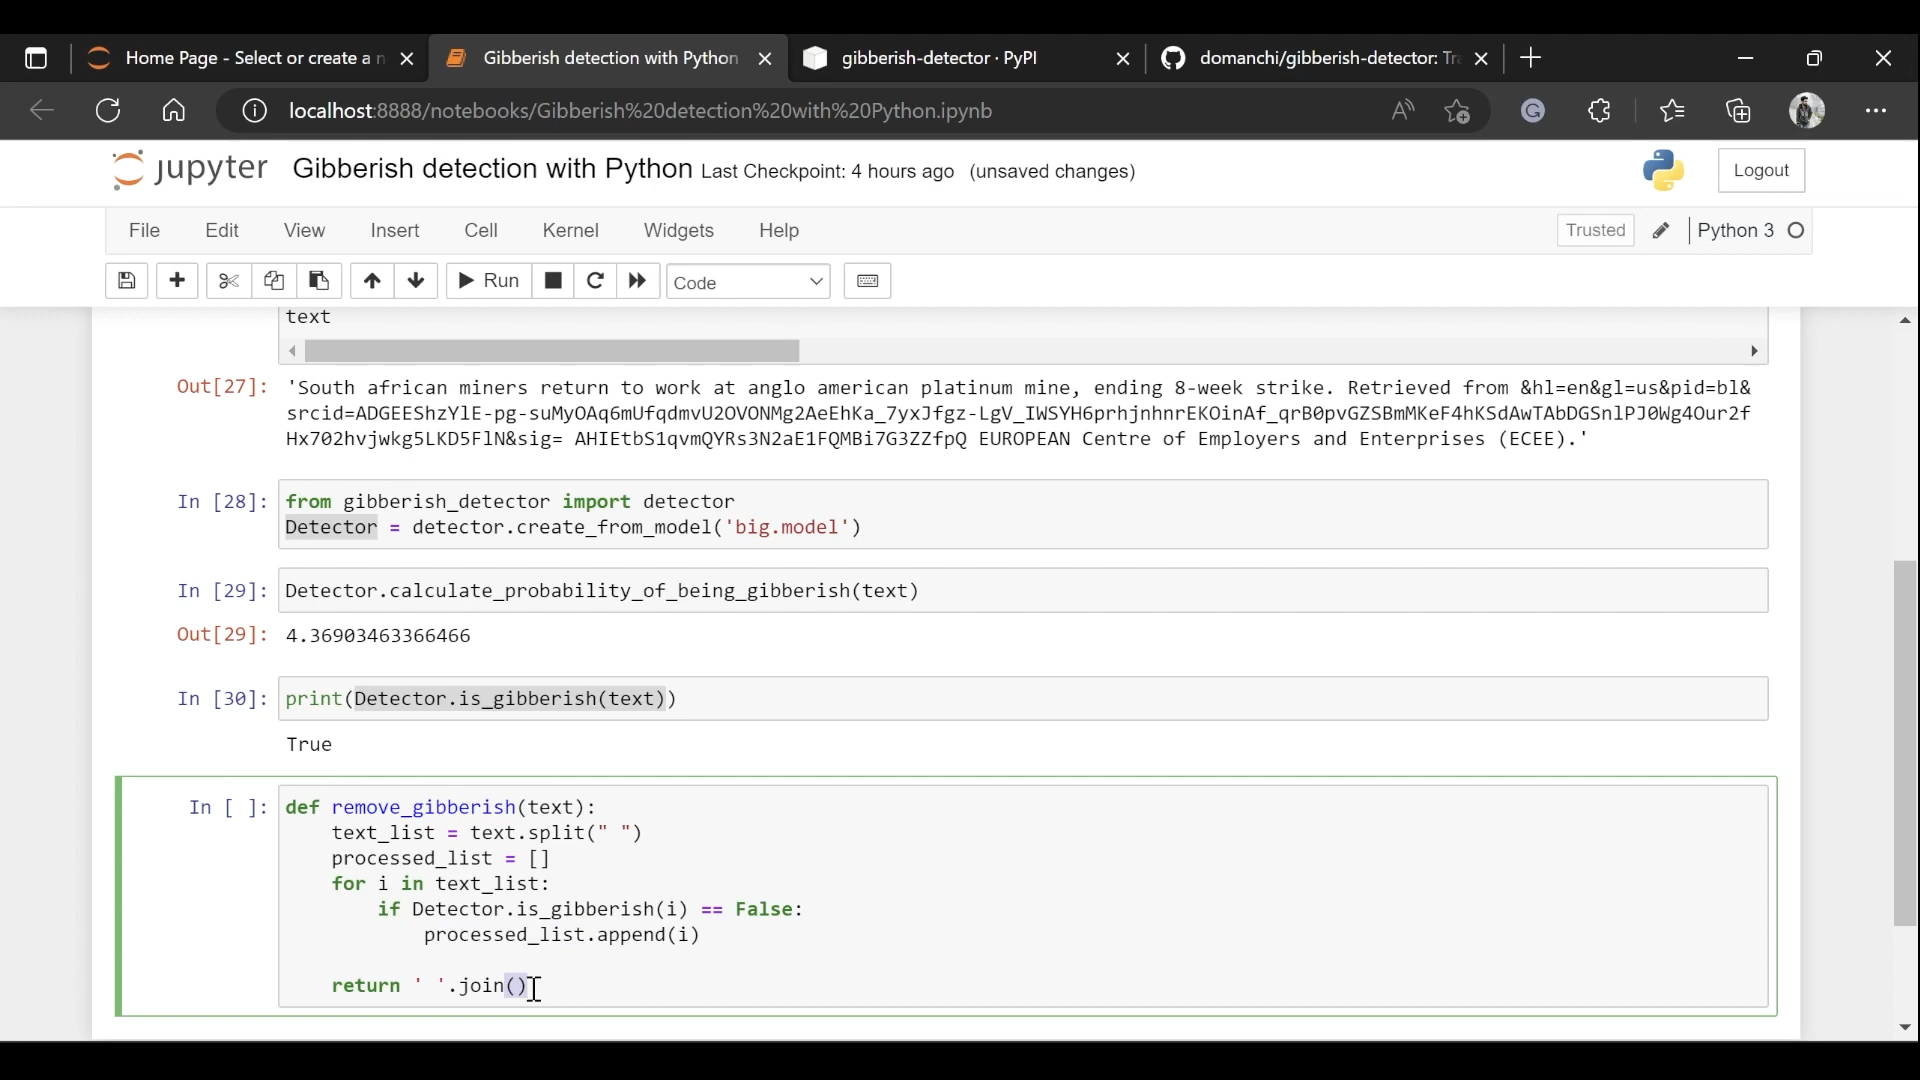 Home Page - Select or create a n
Gibberish detection with Python
gibberish-detector · PyPI
domanchi/gibberish-detector: Tra
localhost:8888/notebooks/Gibberish%20detection%20with%20Python.ipynb
jupyter Gibberish detection with Python Last Checkpoint: 4 hours ago (unsaved changes)
Logout
File Edit View Insert Cell Kernel Widgets Help
Trusted
Python 3
Run
Code
text
Out[27]: 'South african miners return to work at anglo american platinum mine, ending 8-week strike. Retrieved from &hl=en&gl=us&pid=bl&
srcid=ADGEEShzYlE-pg-suMyOAq6mUfqdmvU2OVONMg2AeEhKa_7yxJfgz-LgV_IWSYH6prhjnhnrEKOinAf_qrB0pvGZSBmMKeF4hKSdAwTAbDGSnlPJ0Wg4Our2f
Hx702hvjwkg5LKD5FlN&sig= AHIEtbS1qvmQYRs3N2aE1FQMBi7G3ZZfpQ EUROPEAN Centre of Employers and Enterprises (ECEE).'
In [28]: from gibberish_detector import detector
Detector = detector.create_from_model('big.model')
In [29]: Detector.calculate_probability_of_being_gibberish(text)
Out[29]: 4.36903463366466
In [30]: print(Detector.is_gibberish(text))
True
In [ ]: def remove_gibberish(text):
text_list = text.split(" ")
processed_list = []
for i in text_list:
if Detector.is_gibberish(i) == False:
processed_list.append(i)
return ' '.join()